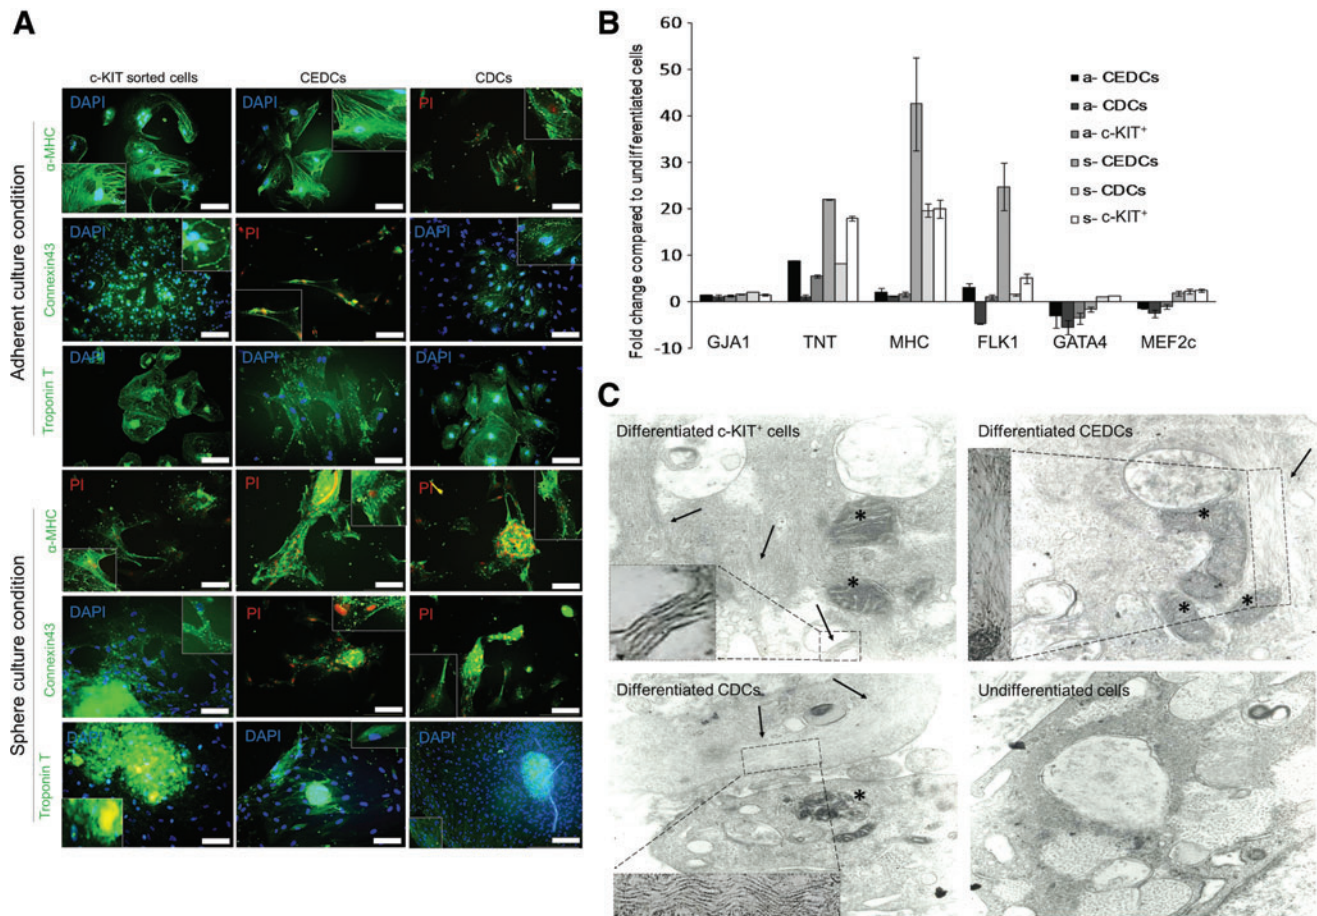 A
c-KIT sorted cells
CEDCs
CDCs
Adherent culture condition
α-MHC
DAPI
DAPI
PI
Connexin43
DAPI
PI
DAPI
Troponin T
DAPI
DAPI
DAPI
Sphere culture condition
α-MHC
PI
PI
PI
Connexin43
DAPI
PI
PI
Troponin T
DAPI
DAPI
DAPI
B
Fold change compared to undifferentiated cells
60
50
40
30
20
10
0
-10
GJA1
TNT
MHC
FLK1
GATA4
MEF2c
a- CEDCs
a- CDCs
a- c-KIT⁺
s- CEDCs
s- CDCs
s- c-KIT⁺
C
Differentiated c-KIT⁺ cells
*
*
Differentiated CEDCs
*
*
*
Differentiated CDCs
*
Undifferentiated cells